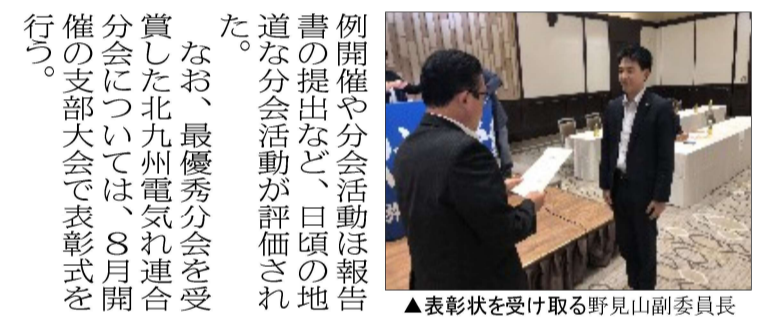 例開催や分会活動ほ報告
書の提出など、日頃の地
道な分会活動が評価され
た。
なお、最優秀分会を受
賞した北九州電気れ連合
分会については、８月開
催の支部大会で表彰式を
行う。
▲表彰状を受け取る野見山副委員長